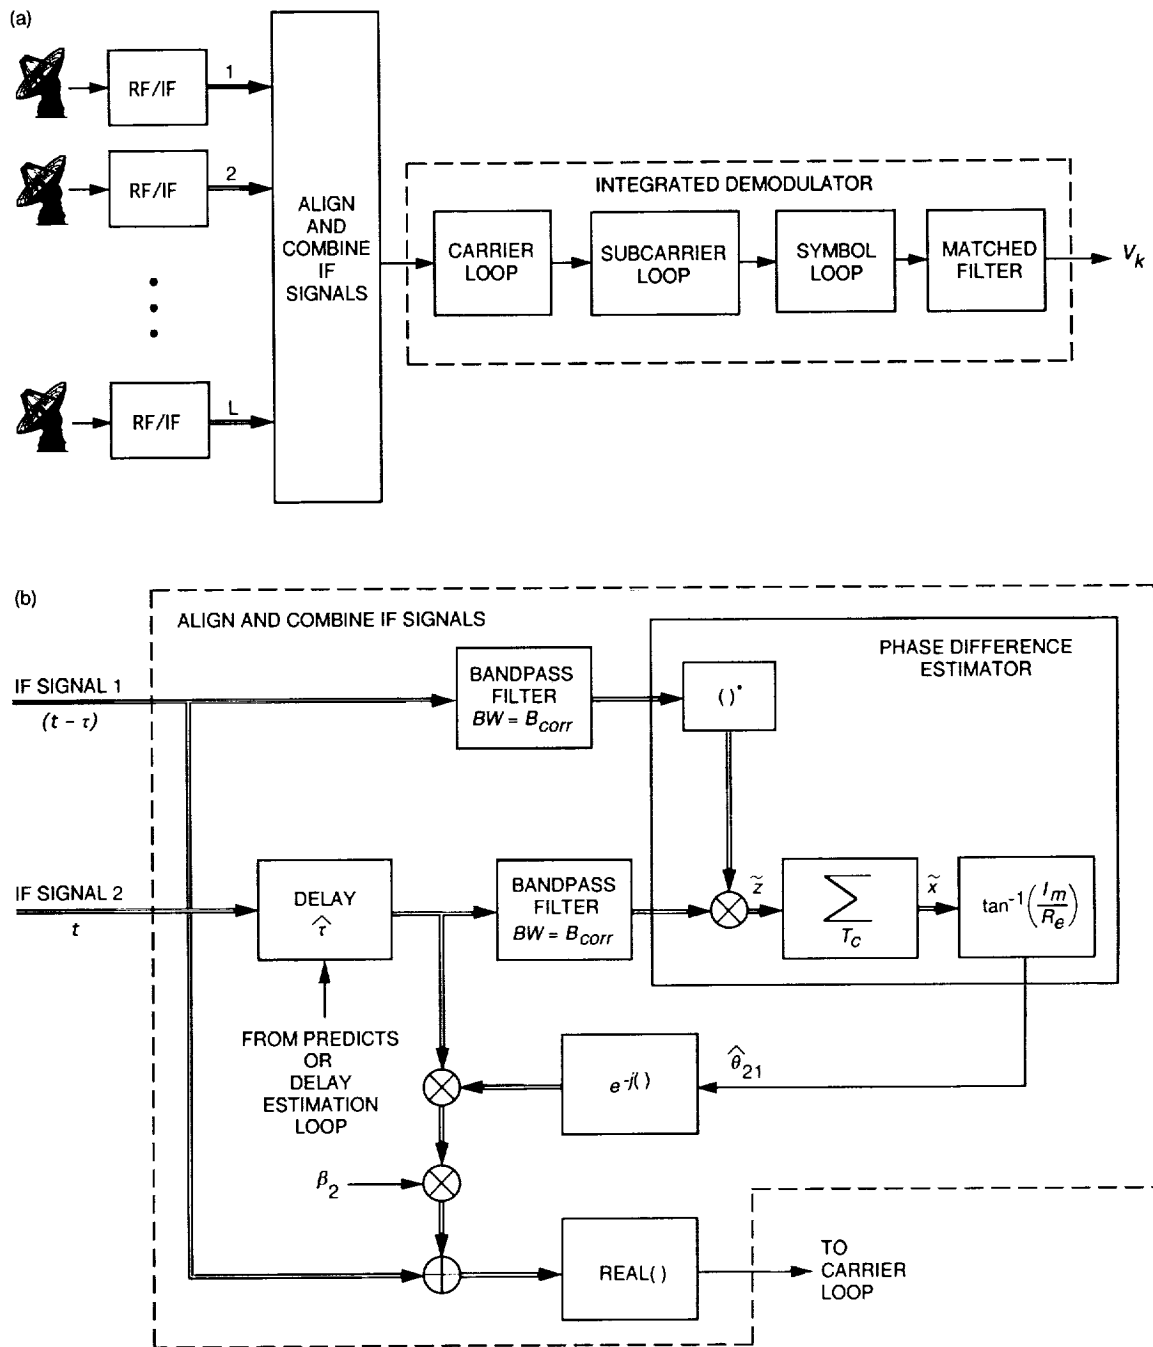 (a)
RF/IF
1
RF/IF
2
RF/IF
L
ALIGN
AND
COMBINE
IF
SIGNALS
INTEGRATED DEMODULATOR
CARRIER
LOOP
SUBCARRIER
LOOP
SYMBOL
LOOP
MATCHED
FILTER
V_k
(b)
ALIGN AND COMBINE IF SIGNALS
IF SIGNAL 1
(t - τ)
BANDPASS
FILTER
BW = B_corr
PHASE DIFFERENCE
ESTIMATOR
( )*
IF SIGNAL 2
t
DELAY
τ̂
BANDPASS
FILTER
BW = B_corr
z̃
∑
T_c
x̃
tan⁻¹(I_m/R_e)
FROM PREDICTS
OR
DELAY
ESTIMATION
LOOP
e^-j( )
θ̂_21
β_2
REAL( )
TO
CARRIER
LOOP